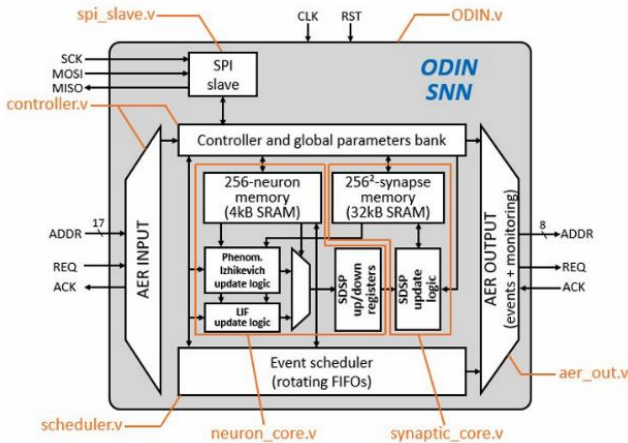 spi_slave.v
CLK
RST
ODIN.v
SCK
MOSI
MISO
SPI
slave
ODIN
SNN
controller.v
Controller and global parameters bank
256-neuron
memory
(4kB SRAM)
256²-synapse
memory
(32kB SRAM)
ADDR
17
REQ
ACK
AER INPUT
Phenom.
Izhikevich
update logic
LIF
update logic
SDSP
up/down
registers
SDSP
update
logic
AER OUTPUT
(events + monitoring)
8
ADDR
REQ
ACK
Event scheduler
(rotating FIFOs)
aer_out.v
scheduler.v
neuron_core.v
synaptic_core.v